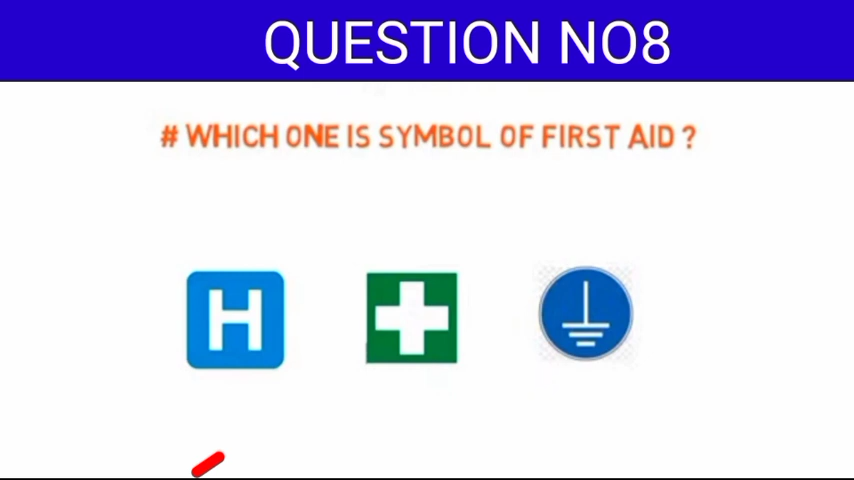 QUESTION NO8
# WHICH ONE IS SYMBOL OF FIRST AID ?
H